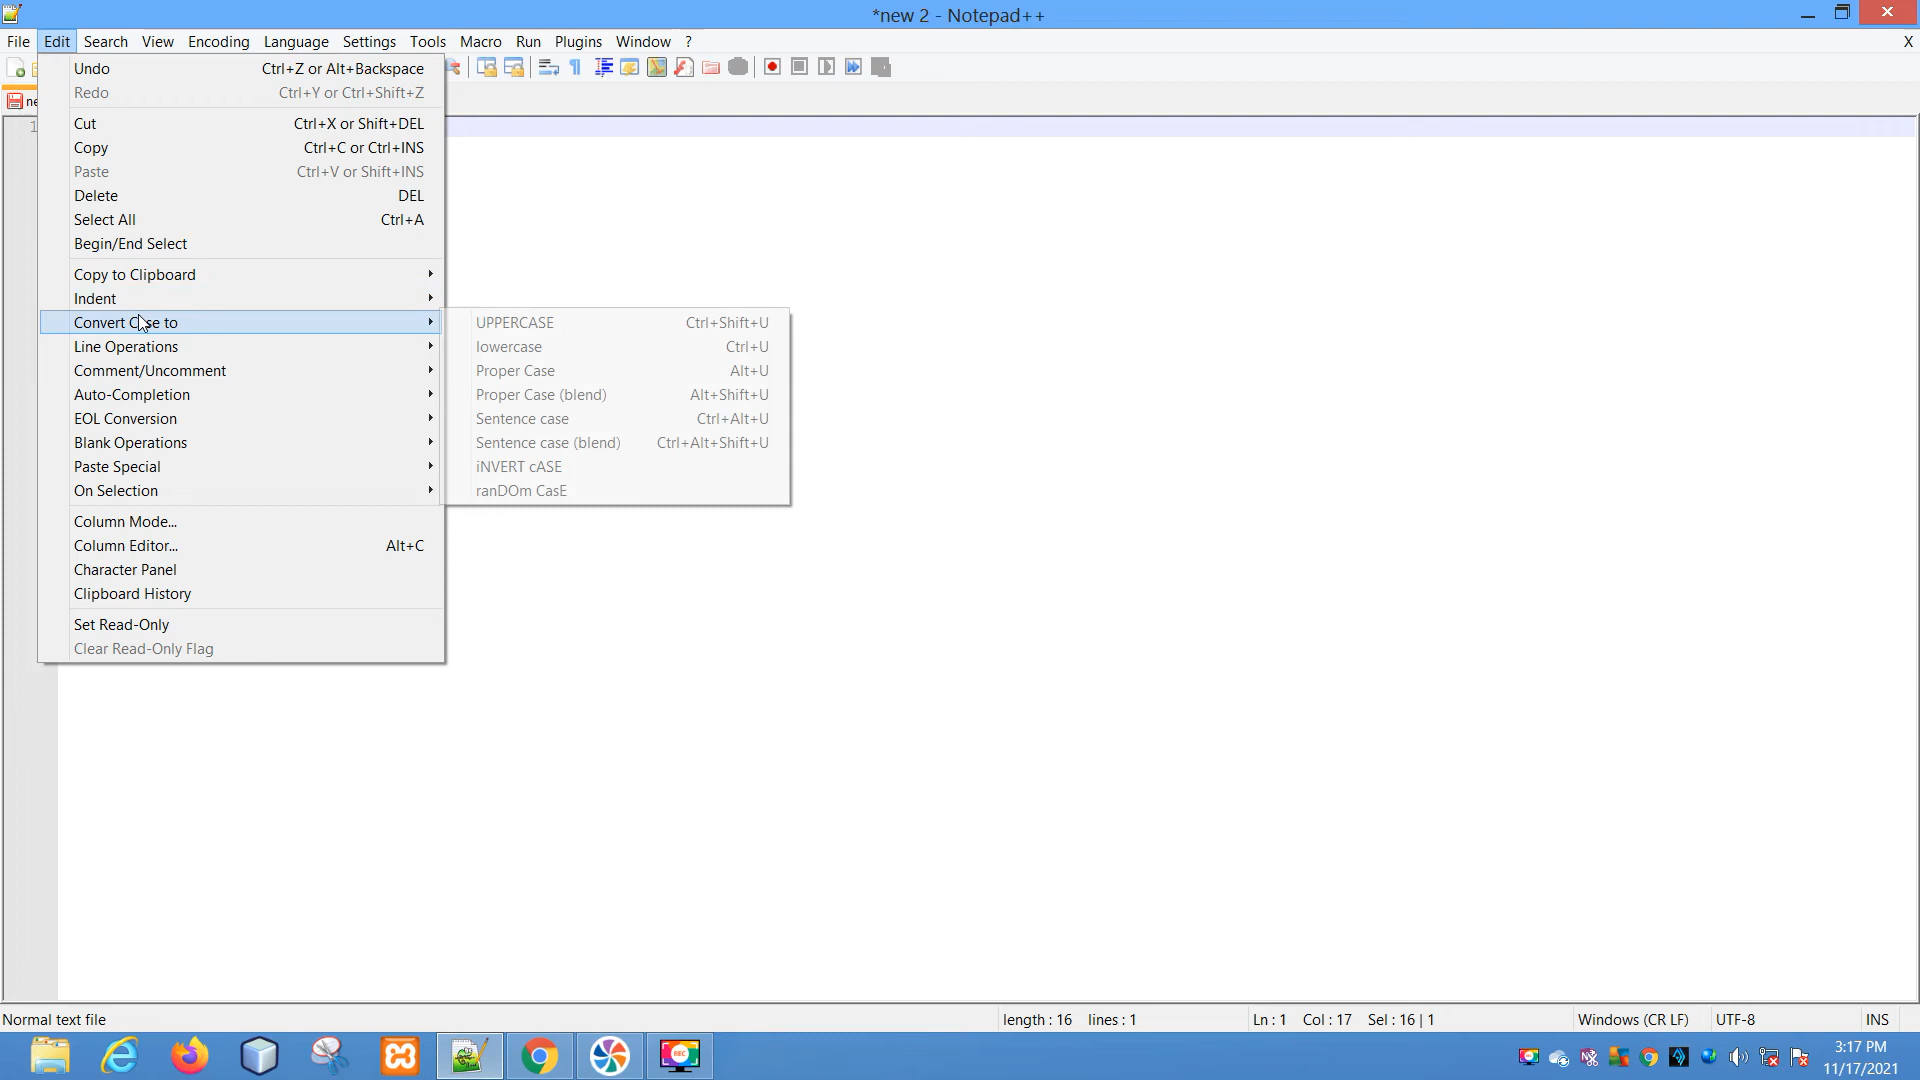 *new 2 - Notepad++
File Edit Search View Encoding Language Settings Tools Macro Run Plugins Window ? X
Undo Ctrl+Z or Alt+Backspace
Redo Ctrl+Y or Ctrl+Shift+Z
ne
Cut Ctrl+X or Shift+DEL
1
Copy Ctrl+C or Ctrl+INS
Paste Ctrl+V or Shift+INS
Delete DEL
Select All Ctrl+A
Begin/End Select
Copy to Clipboard
Indent
Convert Case to
Line Operations
Comment/Uncomment
Auto-Completion
EOL Conversion
Blank Operations
Paste Special
On Selection
Column Mode...
Column Editor... Alt+C
Character Panel
Clipboard History
Set Read-Only
Clear Read-Only Flag
UPPERCASE Ctrl+Shift+U
lowercase Ctrl+U
Proper Case Alt+U
Proper Case (blend) Alt+Shift+U
Sentence case Ctrl+Alt+U
Sentence case (blend) Ctrl+Alt+Shift+U
iNVERT cASE
ranDOm CasE
Normal text file length : 16 lines : 1 Ln : 1 Col : 17 Sel : 16 | 1 Windows (CR LF) UTF-8 INS
REC
3:17 PM
11/17/2021